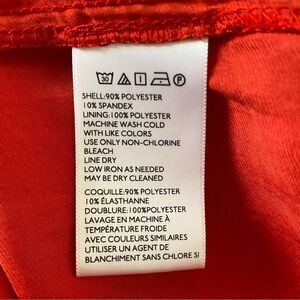 30 P
SHELL:90% POLYESTER
10% SPANDEX
LINING:100% POLYESTER
MACHINE WASH COLD
WITH LIKE COLORS
USE ONLY NON-CHLORINE
BLEACH
LINE DRY
LOW IRON AS NEEDED
MAY BE DRY CLEANED
COQUILLE:90% POLYESTER
10% ÉLASTHANNE
DOUBLURE:100%POLYESTER
LAVAGE EN MACHINE À
TEMPÉRATURE FROIDE
AVEC COULEURS SIMILAIRES
UTILISER UN AGENT DE
BLANCHIMENT SANS CHLORE SI